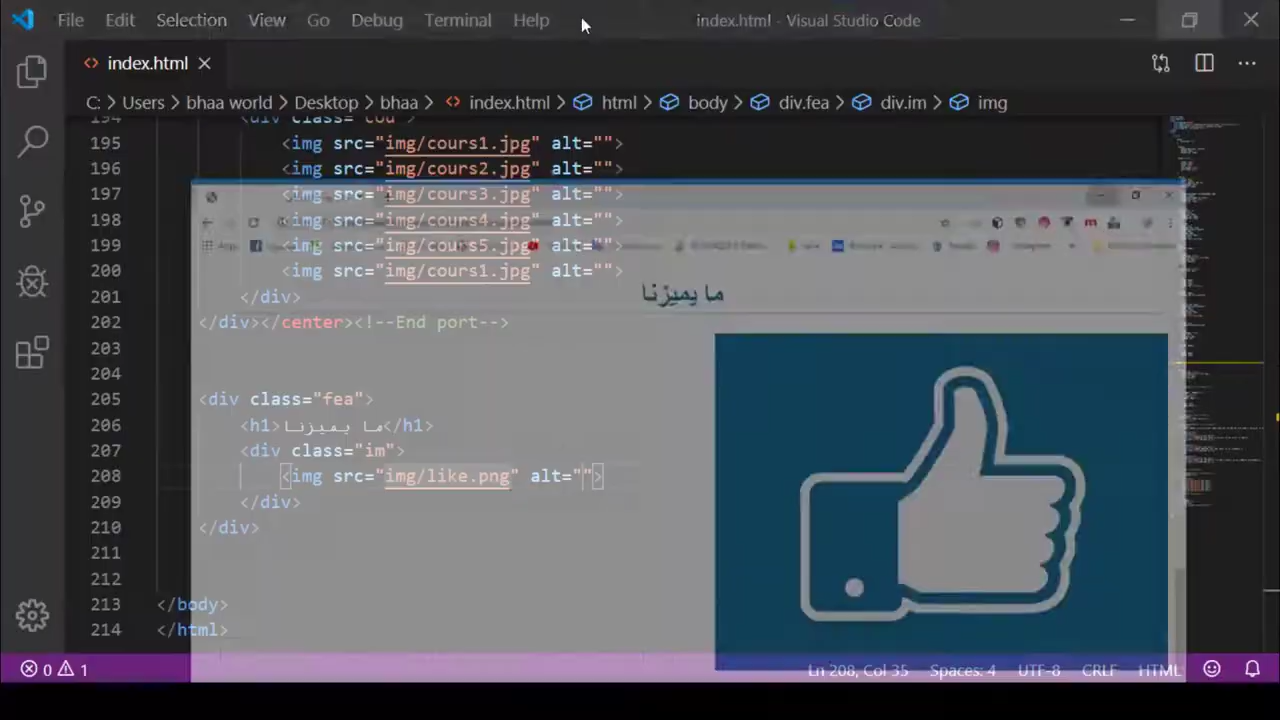 File Edit Selection View Go Debug Terminal Help index.html - Visual Studio Code
index.html
C: > Users > bhaa world > Desktop > bhaa > index.html > html > body > div.fea > div.im > img
194 <div class="cou">
195 <img src="img/cours1.jpg" alt="">
196 <img src="img/cours2.jpg" alt="">
197 <img src="img/cours3.jpg" alt="">
198 <img src="img/cours4.jpg" alt="">
199 <img src="img/cours5.jpg" alt="">
200 <img src="img/cours1.jpg" alt="">
201 </div>
ما يميزنا
202 </div></center><!--End port-->
203
204
205 <div class="fea">
206 <h1>ما يميزنا</h1>
207 <div class="im">
208 <img src="img/like.png" alt="">
209 </div>
210 </div>
211
212
213 </body>
214 </html>
0 1 Ln 208, Col 35 Spaces: 4 UTF-8 CRLF HTML